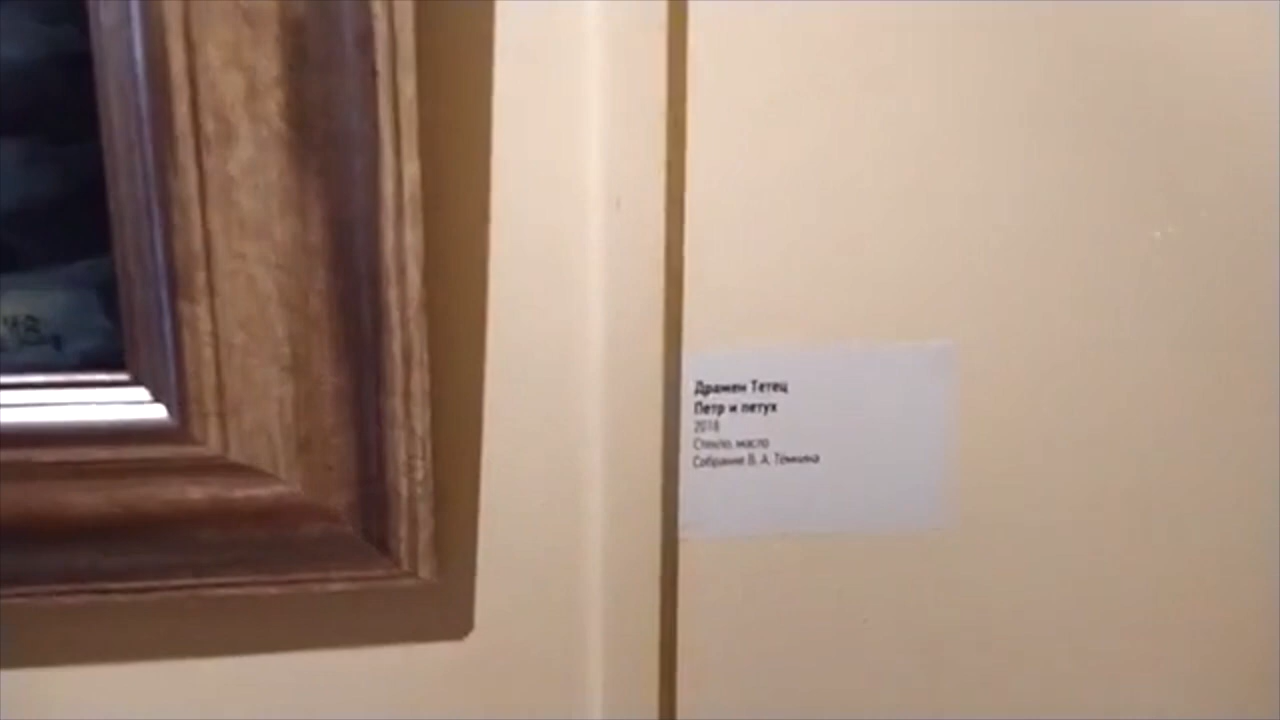 Дражен Тетец
Петр и петух
2018
Стекло, масло
Собрание В. А. Тёмкина